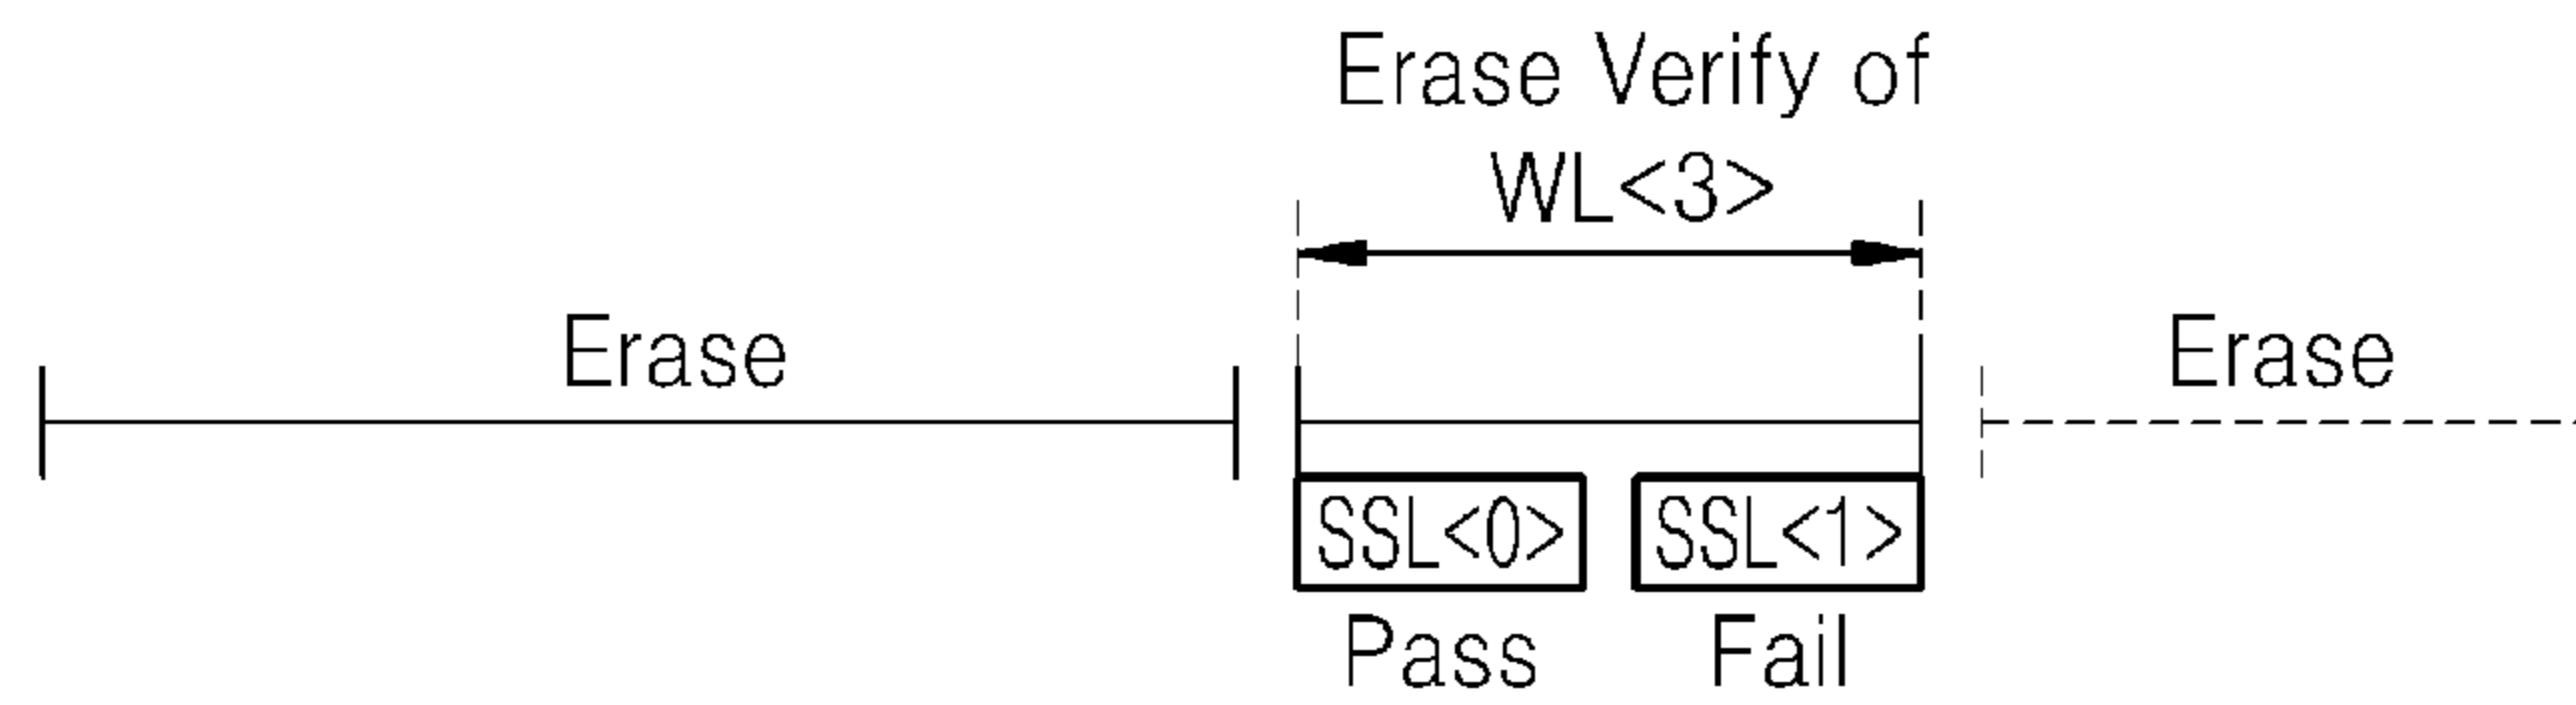 Erase Verify of
WL<3>
Erase
Erase
SSL<0> SSL<1>
Pass Fail